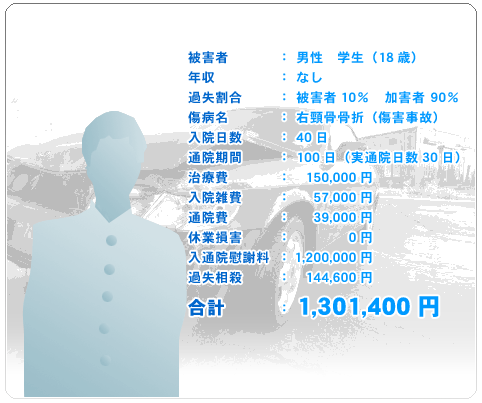 被害者 : 男性 学生（18歳）
年収 : なし
過失割合 : 被害者 10％ 加害者 90％
傷病名 : 右頸骨骨折（傷害事故）
入院日数 : 40日
通院期間 : 100日（実通院日数30日）
治療費 : 150,000円
入院雑費 : 57,000円
通院費 : 39,000円
休業損害 : 0円
入通院慰謝料 : 1,200,000円
過失相殺 : 144,600円
合計 : 1,301,400円